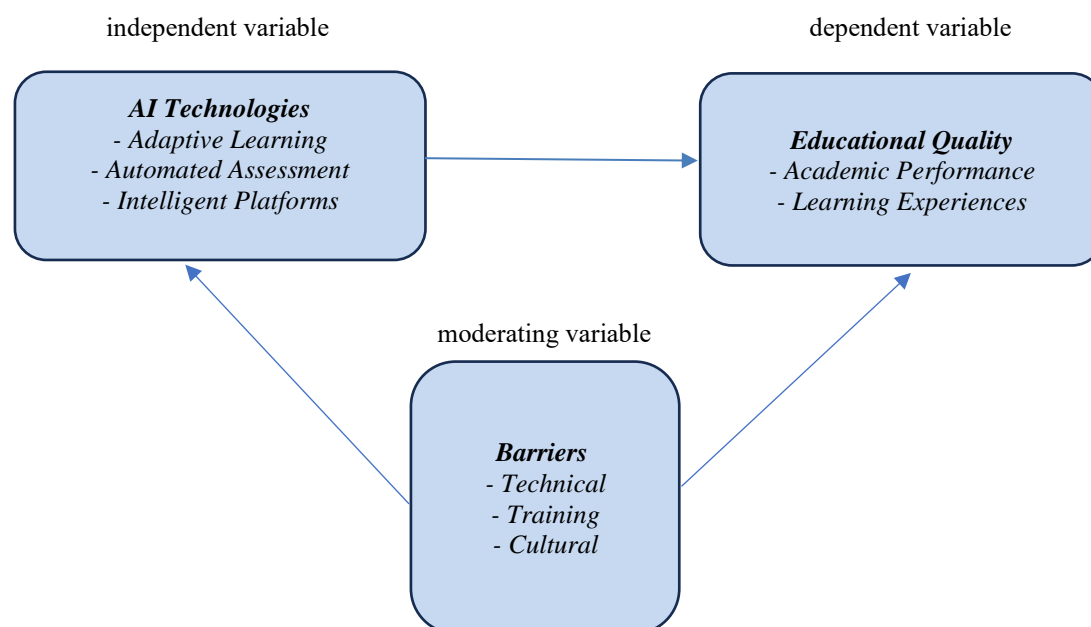 independent variable
dependent variable
AI Technologies
- Adaptive Learning
- Automated Assessment
- Intelligent Platforms
Educational Quality
- Academic Performance
- Learning Experiences
moderating variable
Barriers
- Technical
- Training
- Cultural